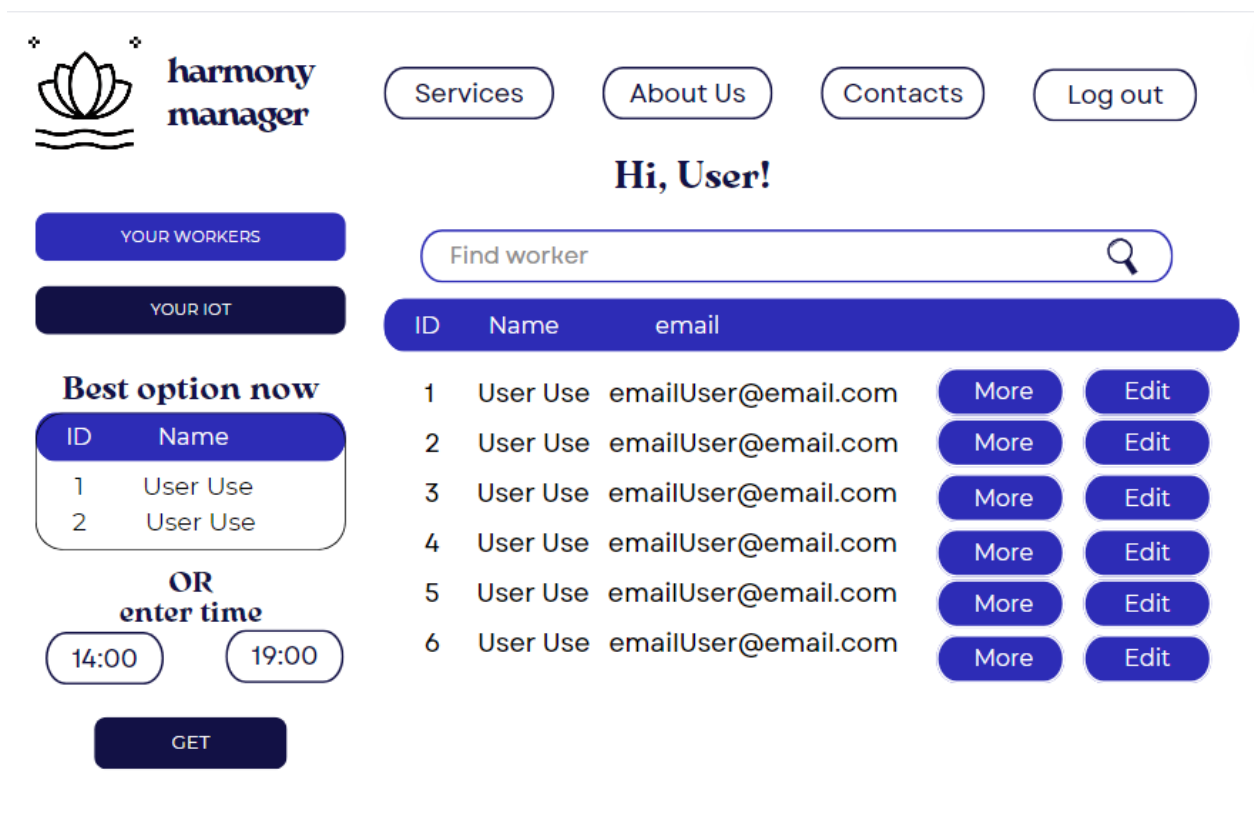 harmony
manager
Services About Us Contacts Log out
Hi, User!
YOUR WORKERS
YOUR IOT
Best option now
ID Name
1 User Use
2 User Use
OR
enter time
14:00 19:00
GET
Find worker
ID Name email
1 User Use emailUser@email.com More Edit
2 User Use emailUser@email.com More Edit
3 User Use emailUser@email.com More Edit
4 User Use emailUser@email.com More Edit
5 User Use emailUser@email.com More Edit
6 User Use emailUser@email.com More Edit